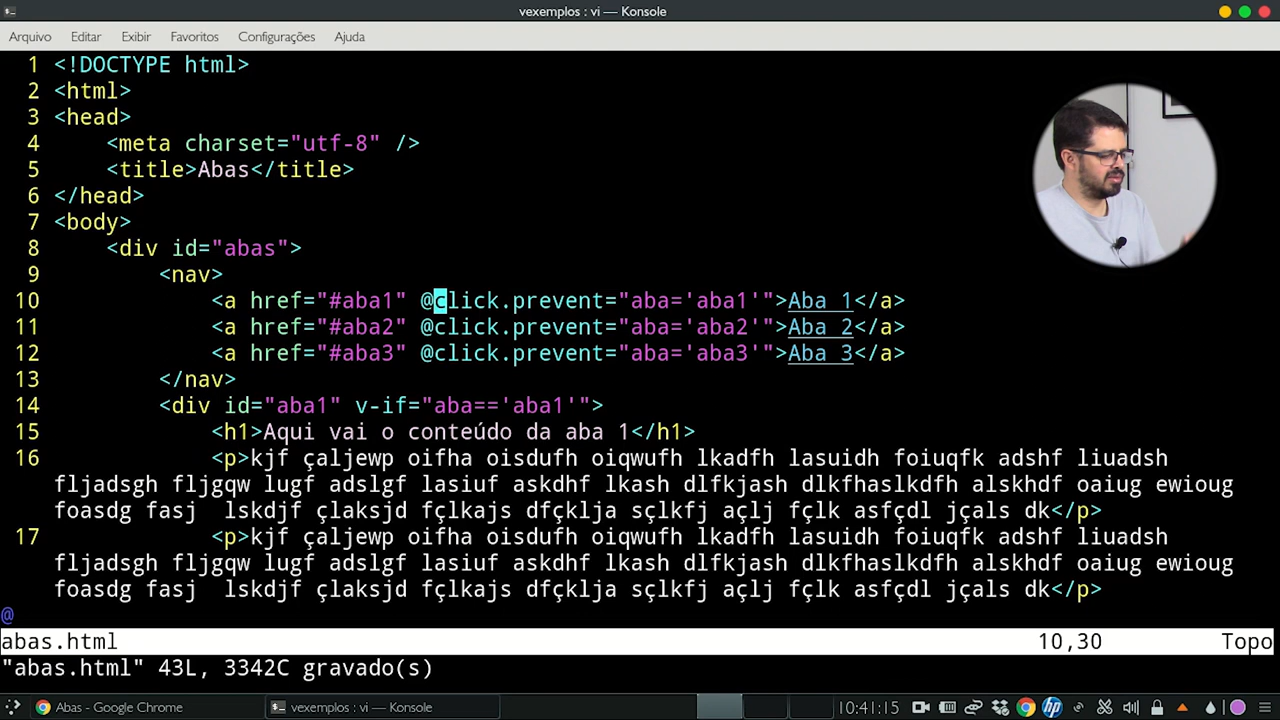 vexemplos : vi — Konsole
Arquivo Editar Exibir Favoritos Configurações Ajuda
1 <!DOCTYPE html>
2 <html>
3 <head>
4 <meta charset="utf-8" />
5 <title>Abas</title>
6 </head>
7 <body>
8 <div id="abas">
9 <nav>
10 <a href="#aba1" @click.prevent="aba='aba1'">Aba 1</a>
11 <a href="#aba2" @click.prevent="aba='aba2'">Aba 2</a>
12 <a href="#aba3" @click.prevent="aba='aba3'">Aba 3</a>
13 </nav>
14 <div id="aba1" v-if="aba=='aba1'">
15 <h1>Aqui vai o conteúdo da aba 1</h1>
16 <p>kjf çaljewp oifha oisdufh oiqwufh lkadfh lasuidh foiuqfk adshf liuadsh
fljadsgh fljgqw lugf adslgf lasiuf askdhf lkash dlfkjash dlkfhaslkdfh alskhdf oaiug ewioug
foasdg fasj  lskdjf çlaksjd fçlkajs dfçklja sçlkfj açlj fçlk asfçdl jçals dk</p>
17 <p>kjf çaljewp oifha oisdufh oiqwufh lkadfh lasuidh foiuqfk adshf liuadsh
fljadsgh fljgqw lugf adslgf lasiuf askdhf lkash dlfkjash dlkfhaslkdfh alskhdf oaiug ewioug
foasdg fasj  lskdjf çlaksjd fçlkajs dfçklja sçlkfj açlj fçlk asfçdl jçals dk</p>
@
abas.html 10,30 Topo
"abas.html" 43L, 3342C gravado(s)
Abas - Google Chrome vexemplos : vi — Konsole 10:41:15 hp